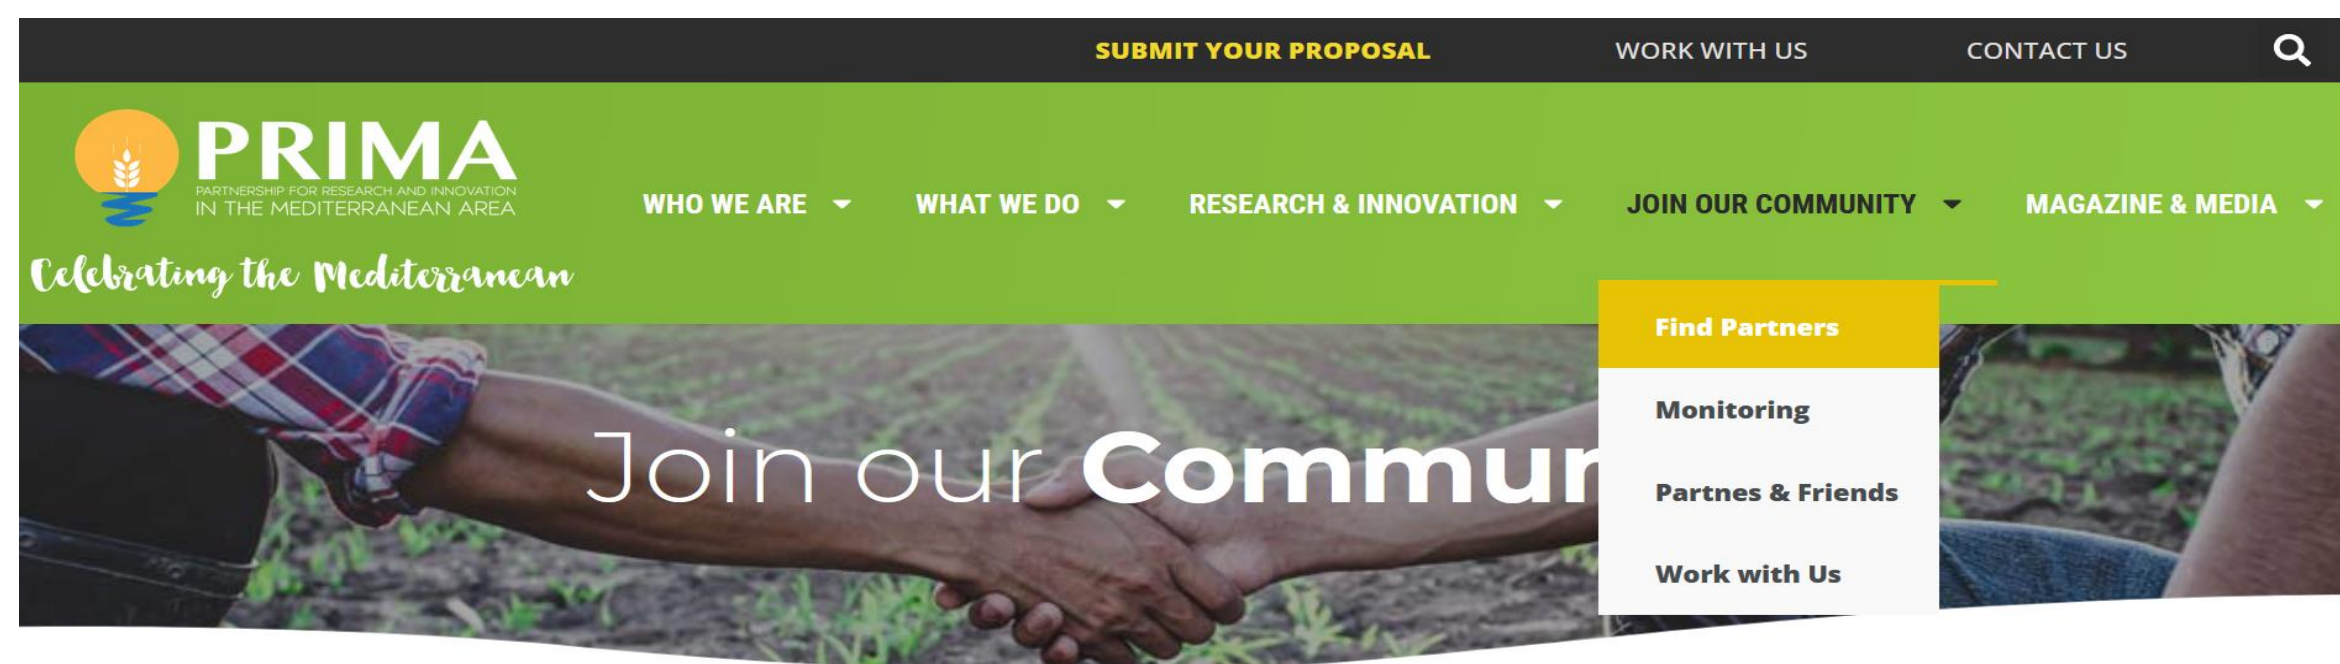 SUBMIT YOUR PROPOSAL WORK WITH US CONTACT US
PRIMA
PARTNERSHIP FOR RESEARCH AND INNOVATION
IN THE MEDITERRANEAN AREA
Celebrating the Mediterranean
WHO WE ARE WHAT WE DO RESEARCH & INNOVATION JOIN OUR COMMUNITY MAGAZINE & MEDIA
Find Partners
Monitoring
Partnes & Friends
Work with Us
Join our Commun